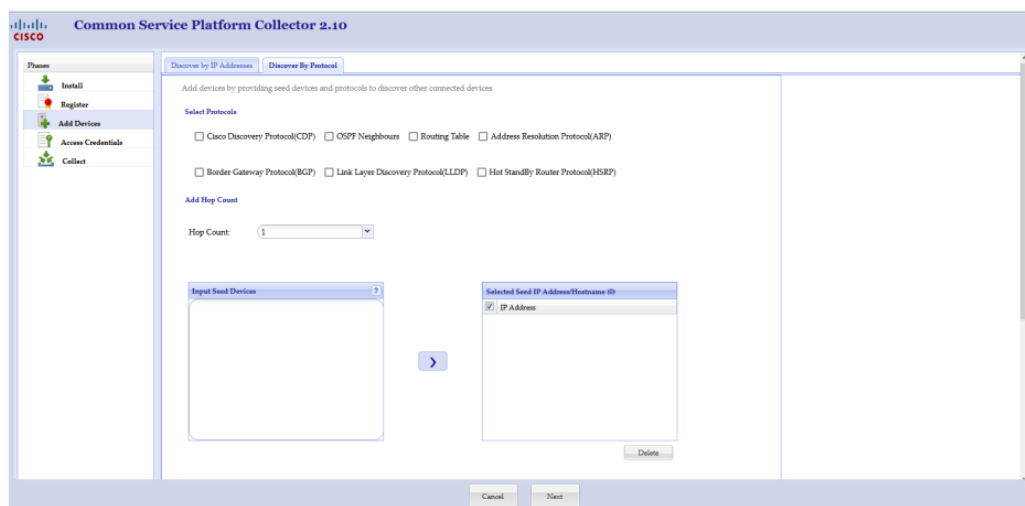 Common Service Platform Collector 2.10
CISCO
Phases
Install
Register
Add Devices
Access Credentials
Collect
Discover by IP Addresses
Discover By Protocol
Add devices by providing seed devices and protocols to discover other connected devices
Select Protocols
Cisco Discovery Protocol(CDP) OSPF Neighbours Routing Table Address Resolution Protocol(ARP)
Border Gateway Protocol(BGP) Link Layer Discovery Protocol(LLDP) Hot StandBy Router Protocol(HSRP)
Add Hop Count
Hop Count: 1
Input Seed Devices ?
Selected Seed IP Address/Hostname (1)
IP Address
Delete
Cancel Next